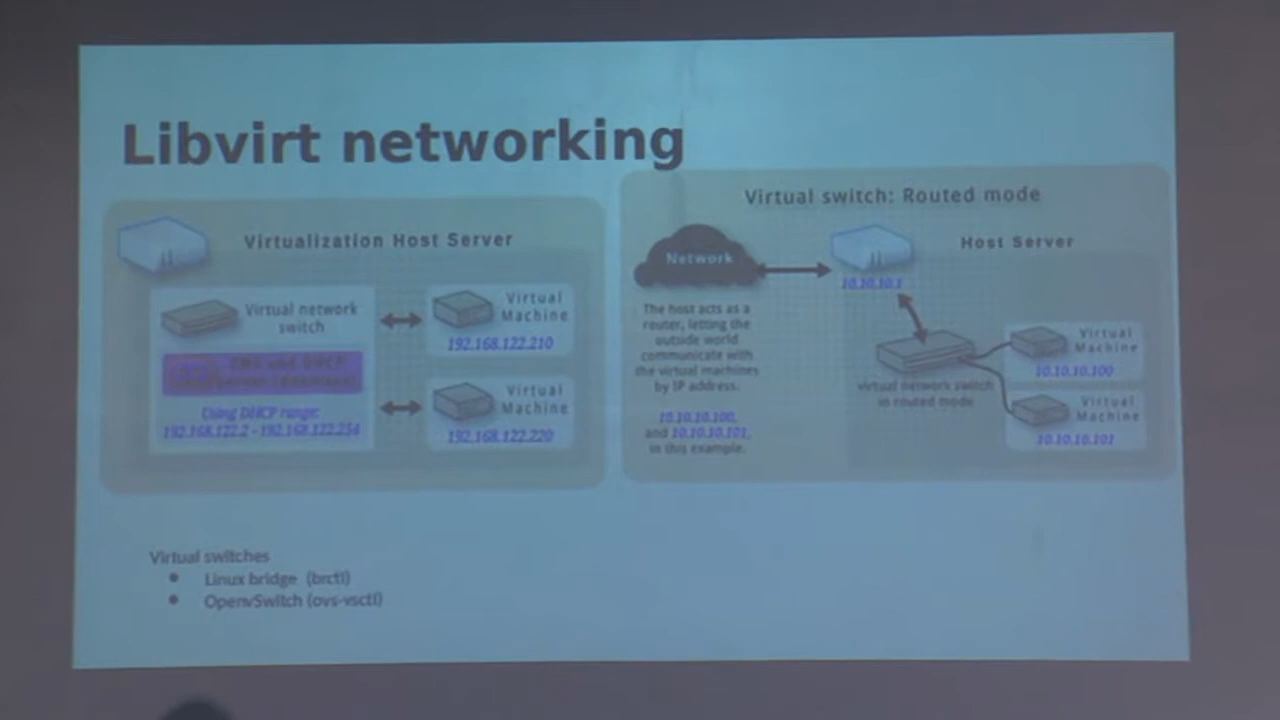 Libvirt networking
Virtualization Host Server
Virtual network
switch
DNS and DHCP
Using DHCP range:
192.168.122.2 - 192.168.122.254
Virtual
Machine
192.168.122.210
Virtual
Machine
192.168.122.220
Virtual switch: Routed mode
Network
10.10.10.1
Host Server
The host acts as a
router, letting the
outside world
communicate with
the virtual machines
by IP address.
10.10.10.100,
and 10.10.10.101,
in this example.
Virtual network switch
in routed mode
Virtual
Machine
10.10.10.100
Virtual
Machine
10.10.10.101
Virtual switches
● Linux bridge (brctl)
● OpenvSwitch (ovs-vsctl)